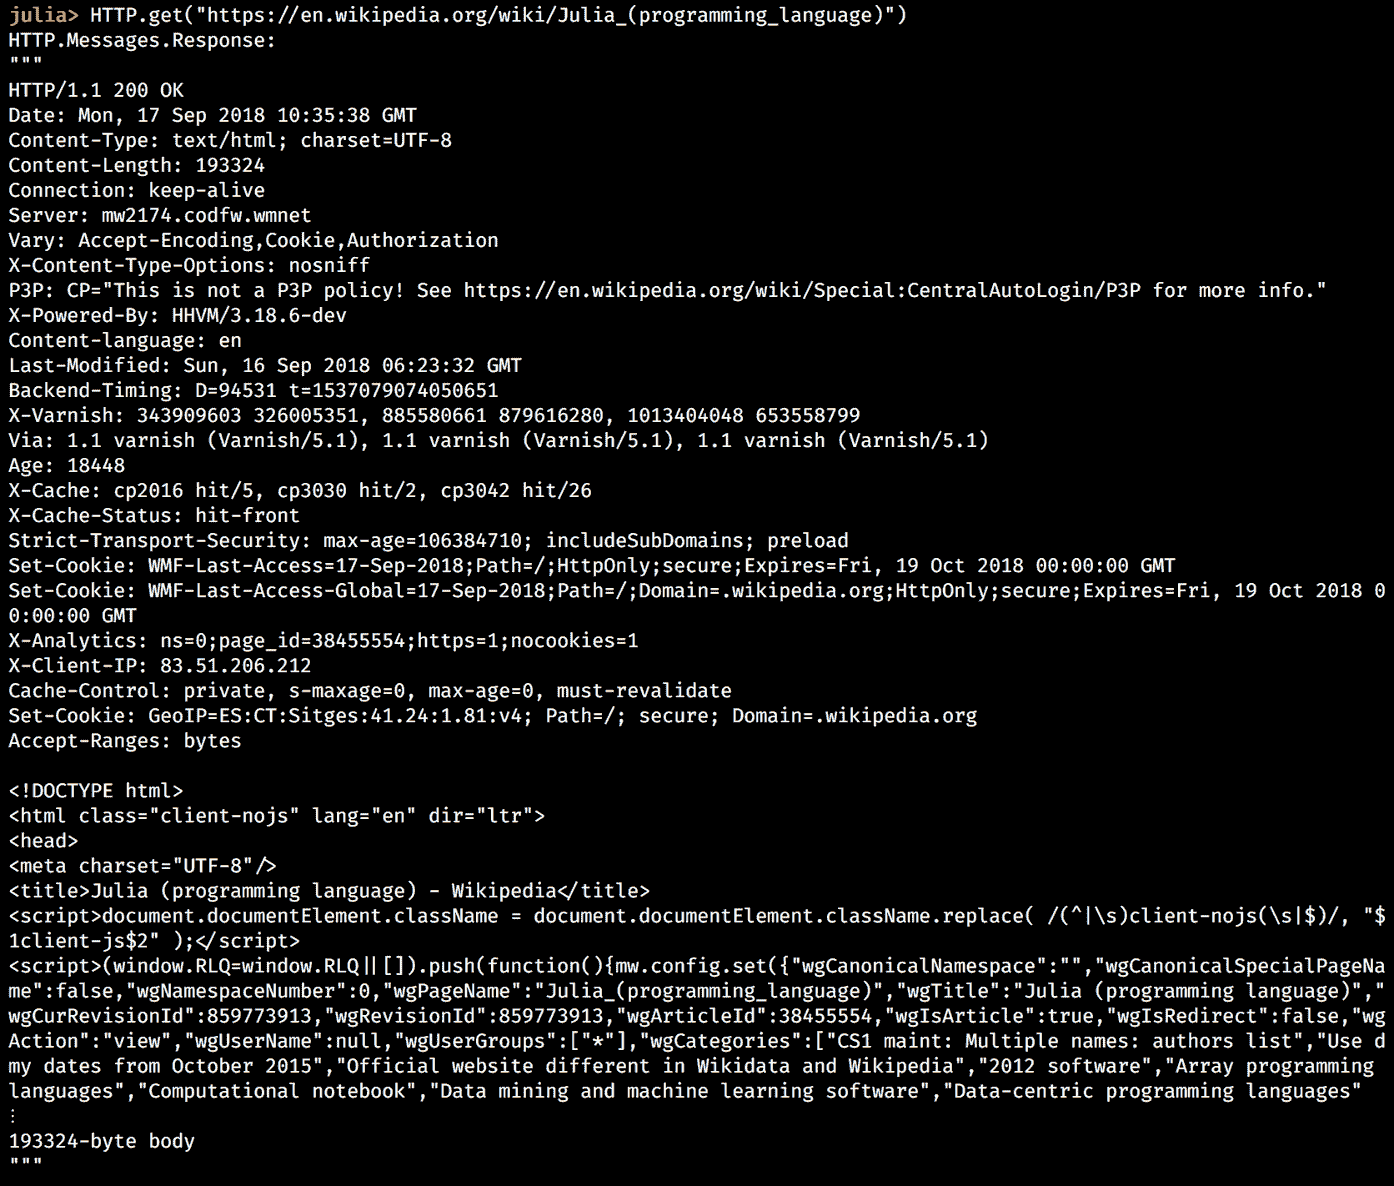 julia> HTTP.get("https://en.wikipedia.org/wiki/Julia_(programming_language)")
HTTP.Messages.Response:
"""
HTTP/1.1 200 OK
Date: Mon, 17 Sep 2018 10:35:38 GMT
Content-Type: text/html; charset=UTF-8
Content-Length: 193324
Connection: keep-alive
Server: mw2174.codfw.wmnet
Vary: Accept-Encoding,Cookie,Authorization
X-Content-Type-Options: nosniff
P3P: CP="This is not a P3P policy! See https://en.wikipedia.org/wiki/Special:CentralAutoLogin/P3P for more info."
X-Powered-By: HHVM/3.18.6-dev
Content-language: en
Last-Modified: Sun, 16 Sep 2018 06:23:32 GMT
Backend-Timing: D=94531 t=1537079074050651
X-Varnish: 343909603 326005351, 885580661 879616280, 1013404048 653558799
Via: 1.1 varnish (Varnish/5.1), 1.1 varnish (Varnish/5.1), 1.1 varnish (Varnish/5.1)
Age: 18448
X-Cache: cp2016 hit/5, cp3030 hit/2, cp3042 hit/26
X-Cache-Status: hit-front
Strict-Transport-Security: max-age=106384710; includeSubDomains; preload
Set-Cookie: WMF-Last-Access=17-Sep-2018;Path=/;HttpOnly;secure;Expires=Fri, 19 Oct 2018 00:00:00 GMT
Set-Cookie: WMF-Last-Access-Global=17-Sep-2018;Path=/;Domain=.wikipedia.org;HttpOnly;secure;Expires=Fri, 19 Oct 2018 0
0:00:00 GMT
X-Analytics: ns=0;page_id=38455554;https=1;nocookies=1
X-Client-IP: 83.51.206.212
Cache-Control: private, s-maxage=0, max-age=0, must-revalidate
Set-Cookie: GeoIP=ES:CT:Sitges:41.24:1.81:v4; Path=/; secure; Domain=.wikipedia.org
Accept-Ranges: bytes
<!DOCTYPE html>
<html class="client-nojs" lang="en" dir="ltr">
<head>
<meta charset="UTF-8"/>
<title>Julia (programming language) - Wikipedia</title>
<script>document.documentElement.className = document.documentElement.className.replace( /(^|\s)client-nojs(\s|$)/, "$
1client-js$2" );</script>
<script>(window.RLQ=window.RLQ||[]).push(function(){mw.config.set({"wgCanonicalNamespace":"","wgCanonicalSpecialPageNa
me":false,"wgNamespaceNumber":0,"wgPageName":"Julia_(programming_language)","wgTitle":"Julia (programming language)","
wgCurRevisionId":859773913,"wgRevisionId":859773913,"wgArticleId":38455554,"wgIsArticle":true,"wgIsRedirect":false,"wg
Action":"view","wgUserName":null,"wgUserGroups":["*"],"wgCategories":["CS1 maint: Multiple names: authors list","Use d
my dates from October 2015","Official website different in Wikidata and Wikipedia","2012 software","Array programming 
languages","Computational notebook","Data mining and machine learning software","Data-centric programming languages"
⋮
193324-byte body
"""